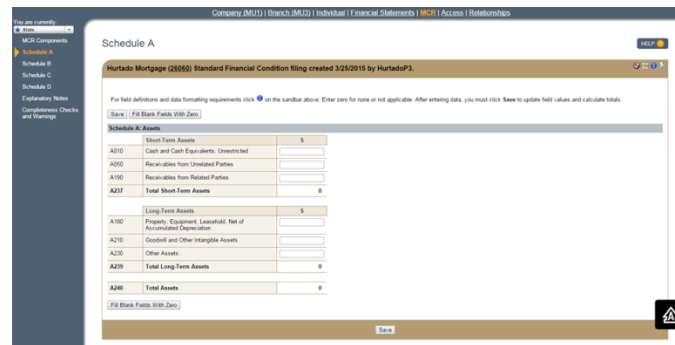 Company (MU1) | Branch (MU3) | Individual | Financial Statements | MCR | Access | Relationships
You are currently:
State
MCR Components
Schedule A
Schedule B
Schedule C
Schedule D
Explanatory Notes
Completeness Checks
and Warnings
Schedule A
HELP
Hurtado Mortgage (26060) Standard Financial Condition filing created 3/25/2015 by HurtadoP3.
For field definitions and data formatting requirements click on the sandbar above. Enter zero for none or not applicable. After entering data, you must click Save to update field values and calculate totals.
Save Fill Blank Fields With Zero
Schedule A: Assets
Short-Term Assets $
A010 Cash and Cash Equivalents, Unrestricted
A050 Receivables from Unrelated Parties
A190 Receivables from Related Parties
A237 Total Short-Term Assets 0
Long-Term Assets $
A180 Property, Equipment, Leasehold, Net of
Accumulated Depreciation
A210 Goodwill and Other Intangible Assets
A230 Other Assets
A239 Total Long-Term Assets 0
A240 Total Assets 0
Fill Blank Fields With Zero
Save